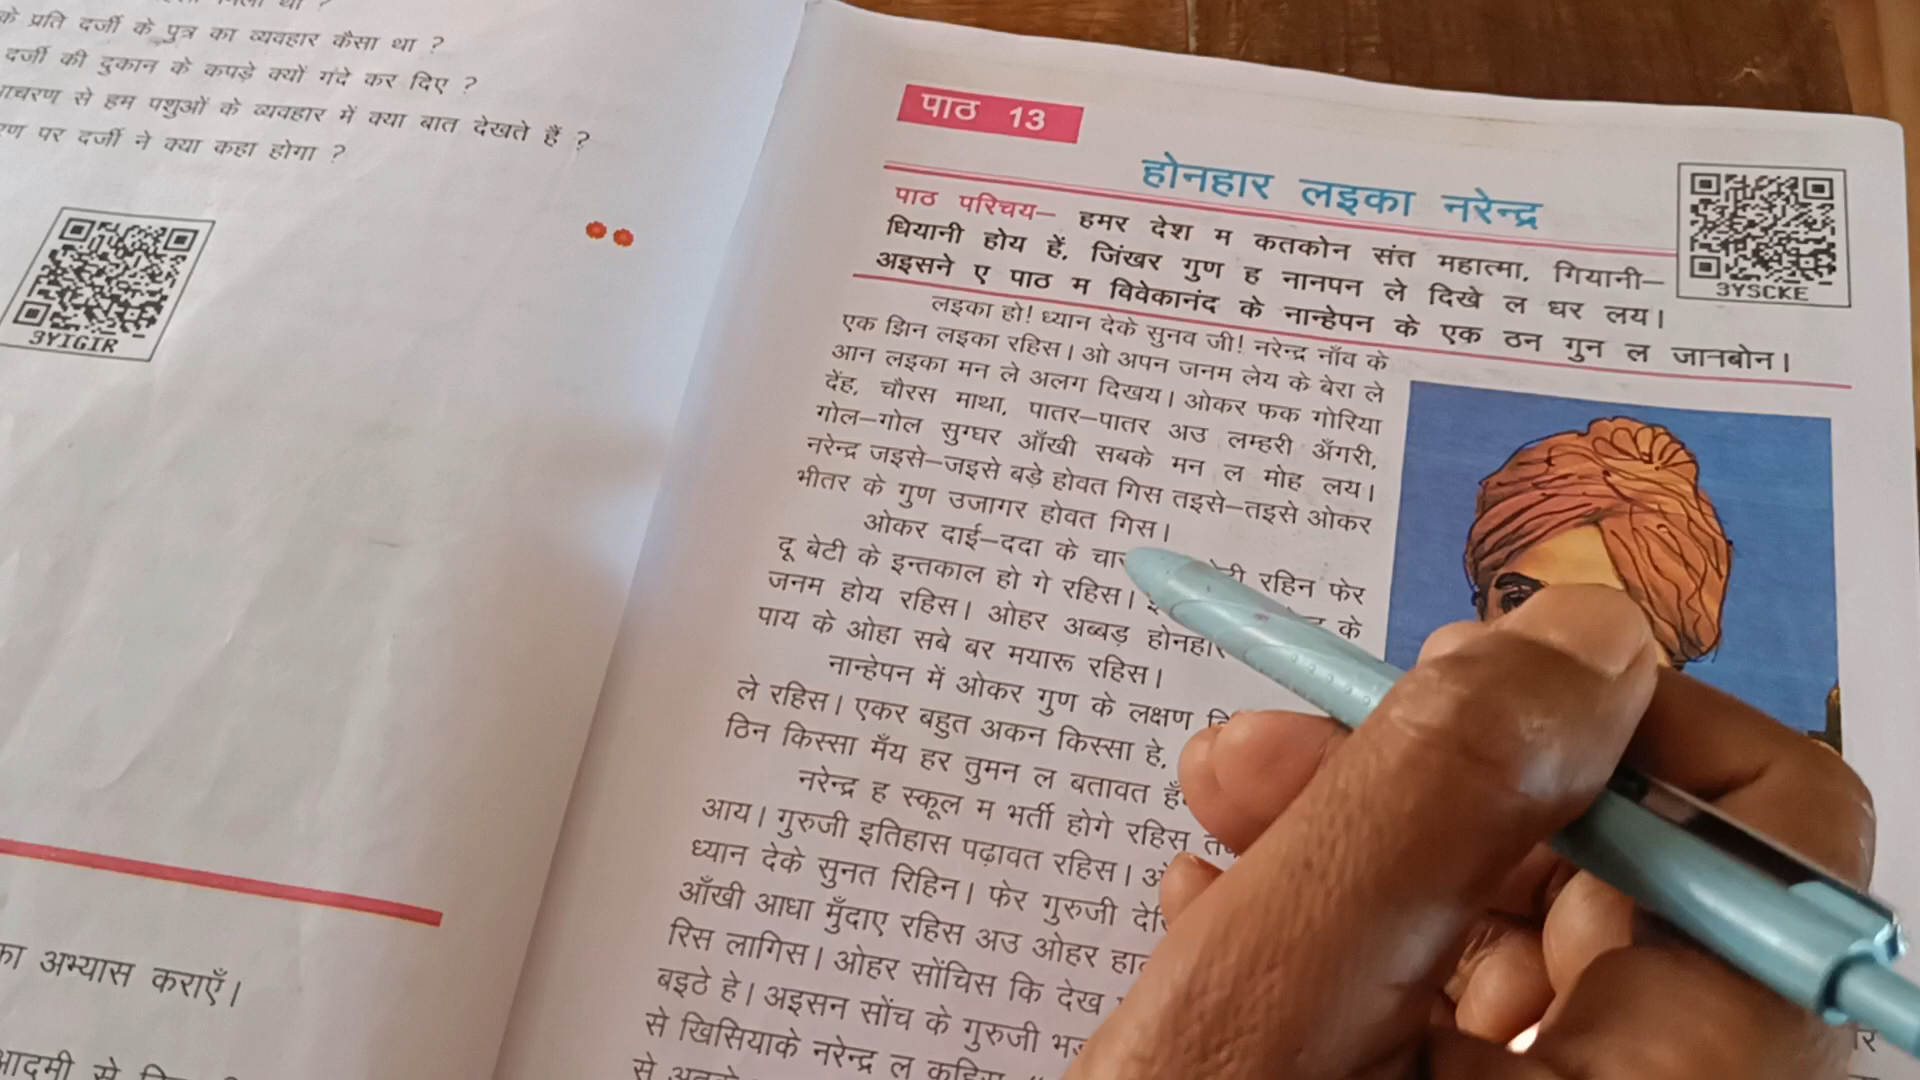 के प्रति दर्जी के पुत्र का व्यवहार कैसा था ?
दर्जी की दुकान के कपड़े क्यों गंदे कर दिए ?
से हम पशुओं के व्यवहार में क्या बात देखते हैं ?
पर दर्जी ने क्या कहा होगा ?
3YIGIR
का अभ्यास कराएँ।
आदमी से
पाठ 13
होनहार लइका नरेन्द्र
3YSCKE
पाठ परिचय– हमर देश म कतकोन संत महात्मा, गियानी–
धियानी होय हें, जिंखर गुण ह नानपन ले दिखे ल धर लय।
अइसने ए पाठ म विवेकानंद के नान्हेपन के एक ठन गुन ल जानबोन।
लइका हो! ध्यान देके सुनव जी! नरेन्द्र नाँव के
एक झिन लइका रहिस। ओ अपन जनम लेय के बेरा ले
आन लइका मन ले अलग दिखय। ओकर फक गोरिया
देंह, चौरस माथा, पातर–पातर अउ लम्हरी अँगरी,
गोल–गोल सुग्घर आँखी सबके मन ल मोह लय।
नरेन्द्र जइसे–जइसे बड़े होवत गिस तइसे–तइसे ओकर
भीतर के गुण उजागर होवत गिस।
ओकर दाई–ददा के रहिन फेर
दू बेटी के इन्तकाल हो गे रहिस। के
जनम होय रहिस। ओहर अब्बड़
पाय के ओहा सबे बर मयारू रहिस।
नान्हेपन में ओकर गुण के लक्षण
ले रहिस। एकर बहुत अकन किस्सा हे,
ठिन किस्सा मँय हर तुमन ल बतावत
नरेन्द्र ह स्कूल म भर्ती होगे रहिस
आय। गुरुजी इतिहास पढ़ावत रहिस।
ध्यान देके सुनत रिहिन। फेर गुरुजी
आँखी आधा मुँदाए रहिस अउ ओहर
रिस लागिस। ओहर सोंचिस कि देख
बइठे हे। अइसन सोंच के गुरुजी
से खिसियाके नरेन्द्र ल कहिस